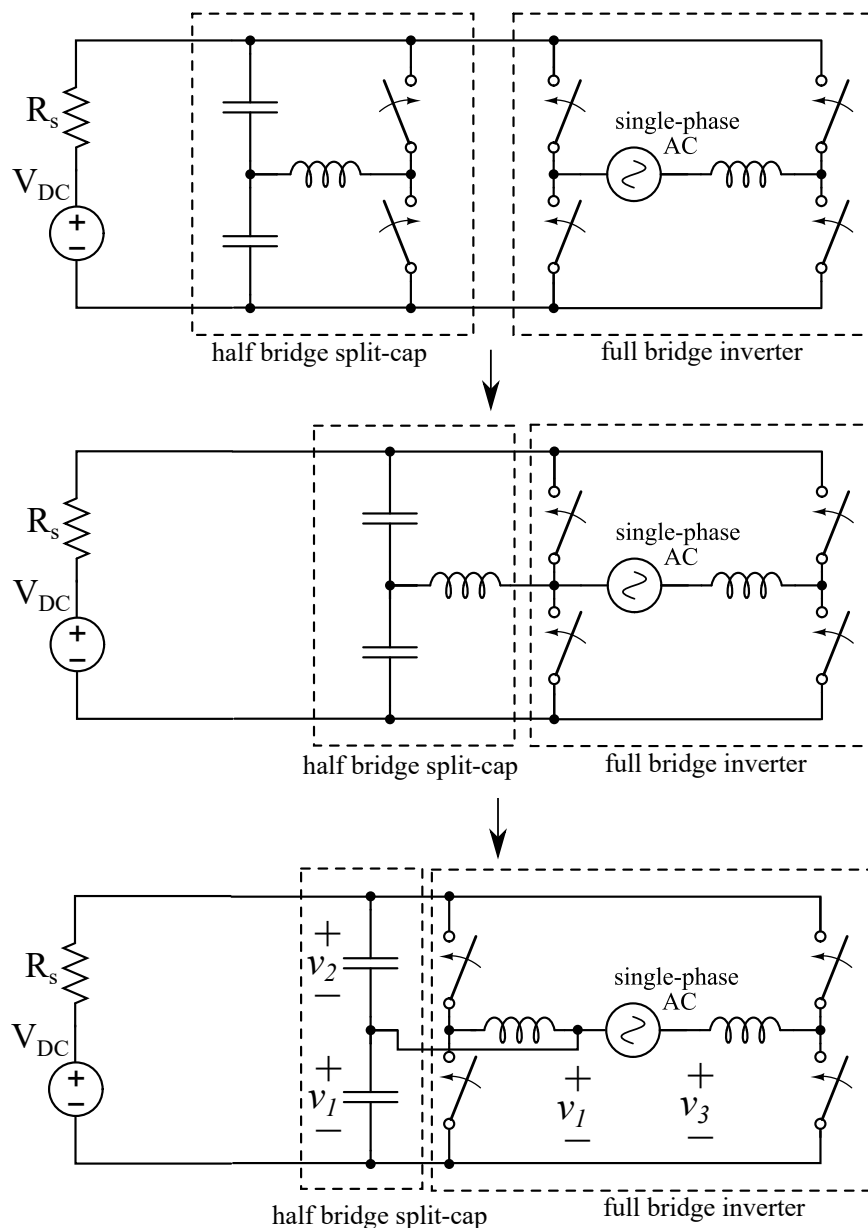 R_s
V_DC
+
−
single-phase
AC
half bridge split-cap
full bridge inverter
R_s
V_DC
+
−
single-phase
AC
half bridge split-cap
full bridge inverter
R_s
V_DC
+
−
+
v_2
−
+
v_1
−
single-phase
AC
+
v_1
−
+
v_3
−
half bridge split-cap
full bridge inverter